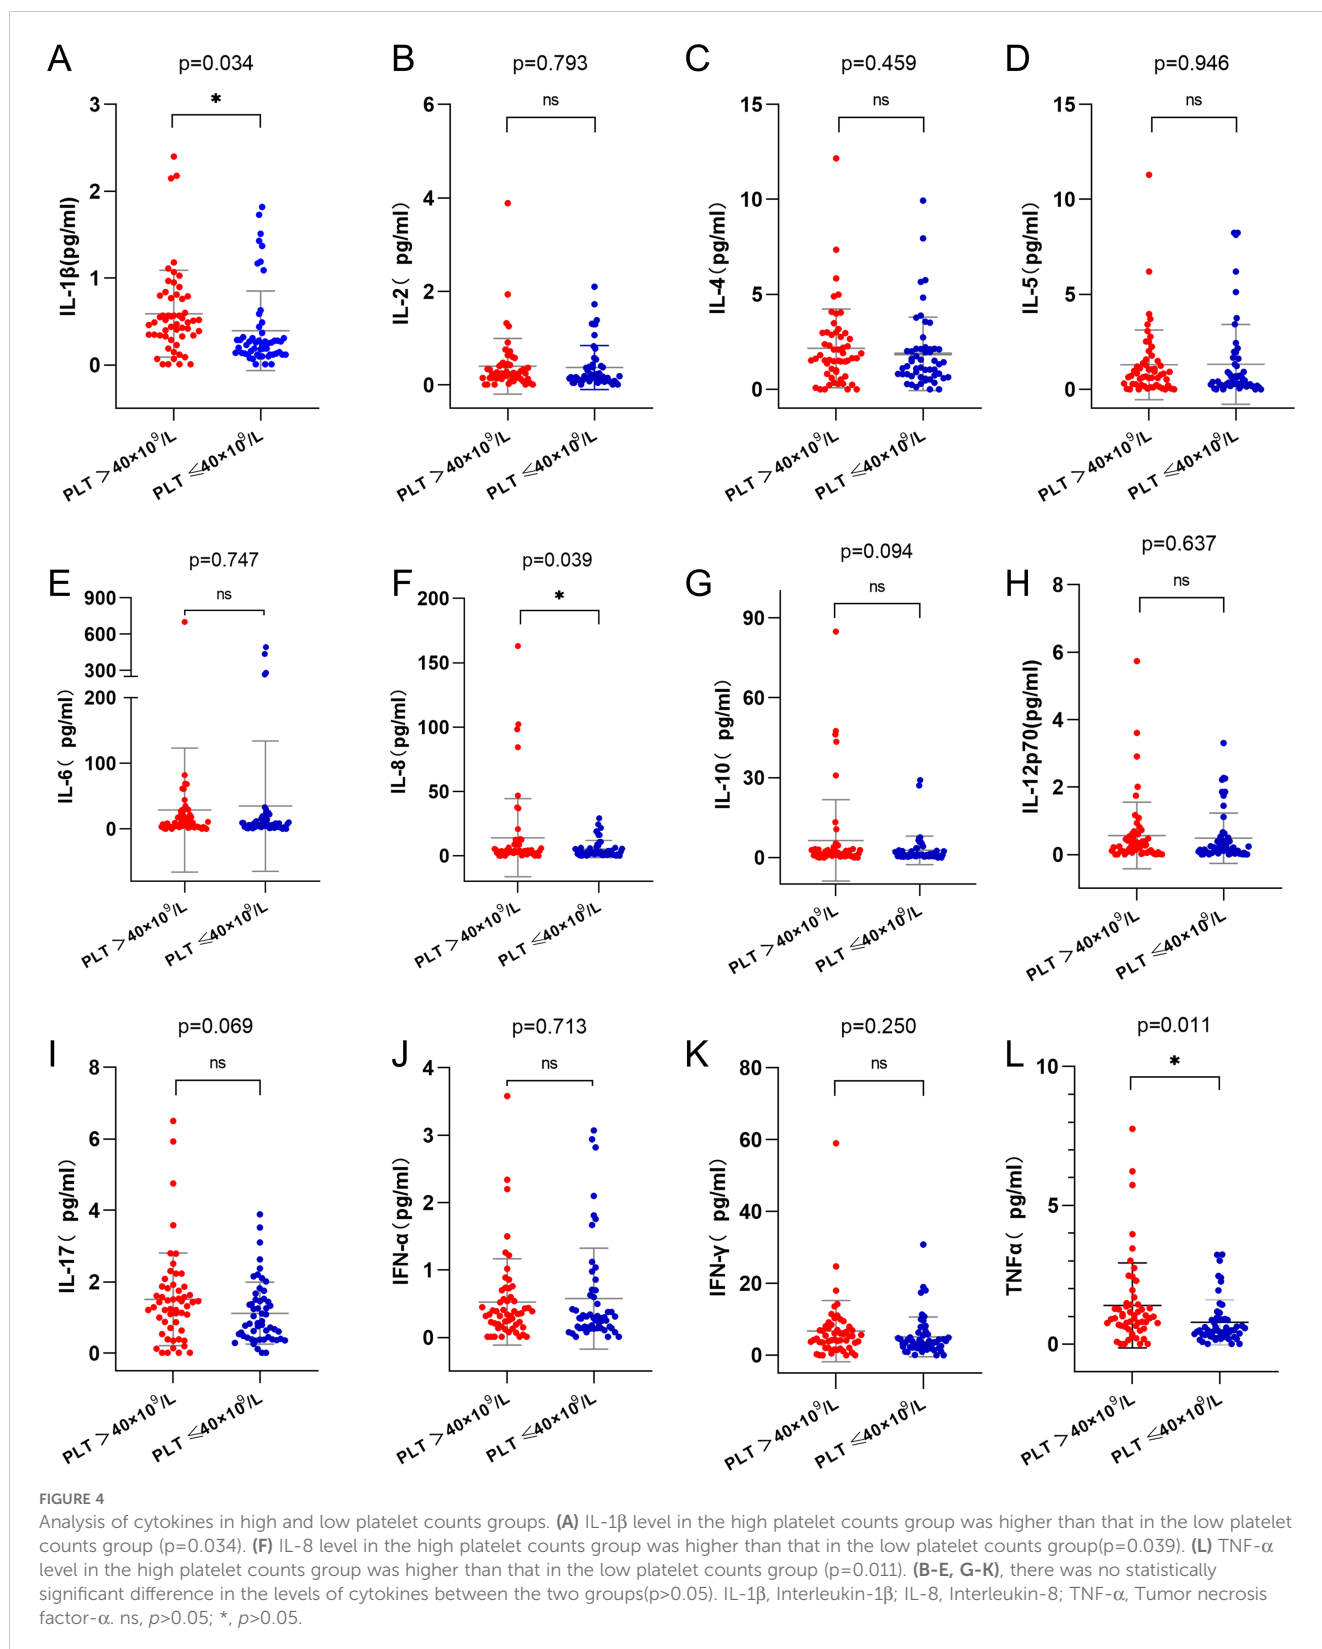 A
p=0.034
*
IL-1β(pg/ml)
3
2
1
0
PLT >40×10⁹/L
PLT ≤40×10⁹/L
B
p=0.793
ns
IL-2( pg/ml)
6
4
2
0
PLT >40×10⁹/L
PLT ≤40×10⁹/L
C
p=0.459
ns
IL-4(pg/ml)
15
10
5
0
PLT >40×10⁹/L
PLT ≤40×10⁹/L
D
p=0.946
ns
IL-5(pg/ml)
15
10
5
0
PLT >40×10⁹/L
PLT ≤40×10⁹/L
E
p=0.747
ns
IL-6( pg/ml)
900
600
300
200
100
0
PLT >40×10⁹/L
PLT ≤40×10⁹/L
F
p=0.039
*
IL-8(pg/ml)
200
150
100
50
0
PLT >40×10⁹/L
PLT ≤40×10⁹/L
G
p=0.094
ns
IL-10( pg/ml)
90
60
30
0
PLT >40×10⁹/L
PLT ≤40×10⁹/L
H
p=0.637
ns
IL-12p70(pg/ml)
8
6
4
2
0
PLT >40×10⁹/L
PLT ≤40×10⁹/L
I
p=0.069
ns
IL-17( pg/ml)
8
6
4
2
0
PLT >40×10⁹/L
PLT ≤40×10⁹/L
J
p=0.713
ns
IFN-α(pg/ml)
4
3
2
1
0
PLT >40×10⁹/L
PLT ≤40×10⁹/L
K
p=0.250
ns
IFN-γ( pg/ml)
80
60
40
20
0
PLT >40×10⁹/L
PLT ≤40×10⁹/L
L
p=0.011
*
TNFα( pg/ml)
10
5
0
PLT >40×10⁹/L
PLT ≤40×10⁹/L
FIGURE 4
Analysis of cytokines in high and low platelet counts groups. (A) IL-1β level in the high platelet counts group was higher than that in the low platelet
counts group (p=0.034). (F) IL-8 level in the high platelet counts group was higher than that in the low platelet counts group(p=0.039). (L) TNF-α
level in the high platelet counts group was higher than that in the low platelet counts group (p=0.011). (B-E, G-K), there was no statistically
significant difference in the levels of cytokines between the two groups(p>0.05). IL-1β, Interleukin-1β; IL-8, Interleukin-8; TNF-α, Tumor necrosis
factor-α. ns, p>0.05; *, p>0.05.